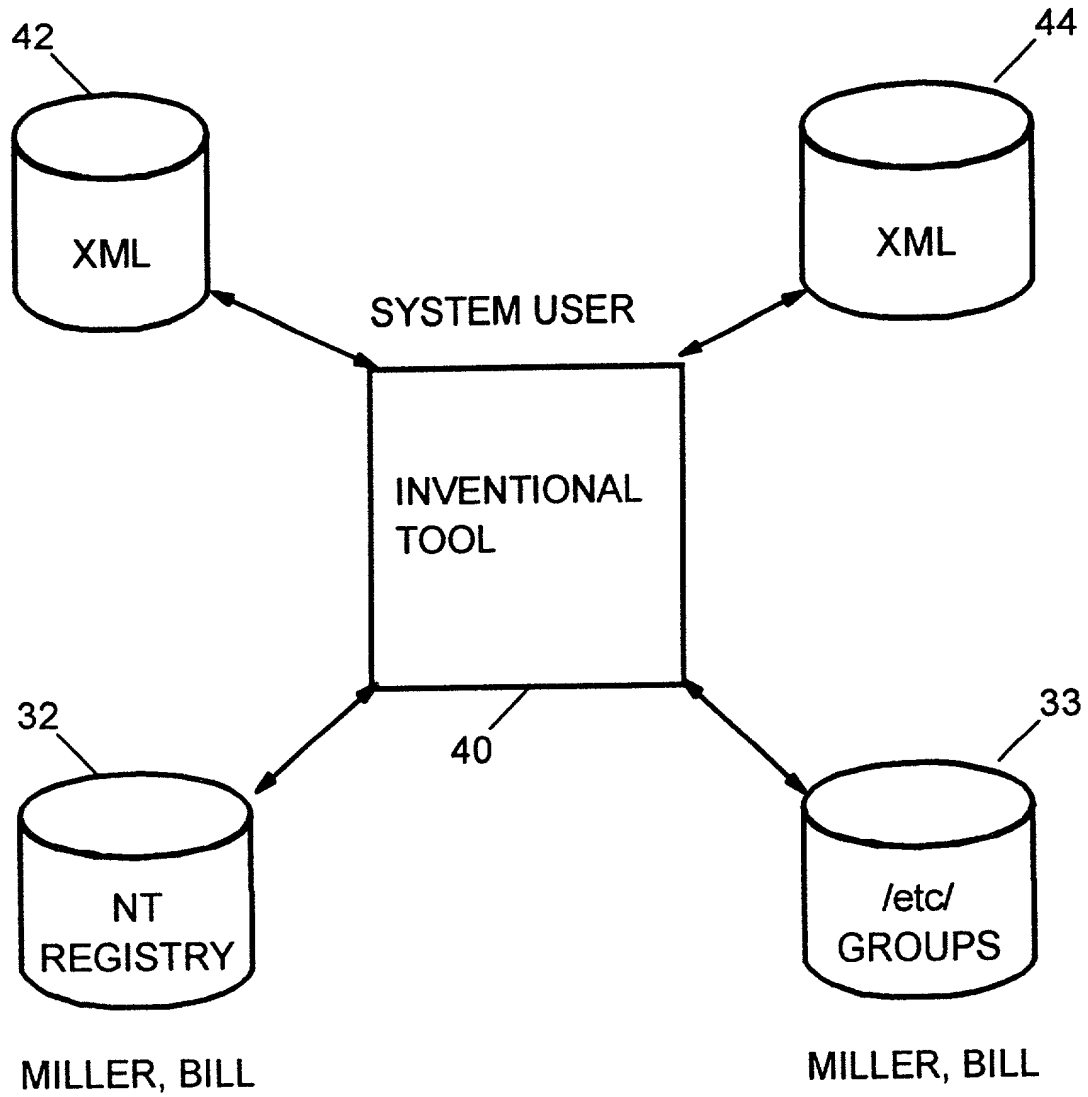 42
44
XML
XML
SYSTEM USER
INVENTIONAL
TOOL
32
40
33
NT
REGISTRY
/etc/
GROUPS
MILLER, BILL
MILLER, BILL